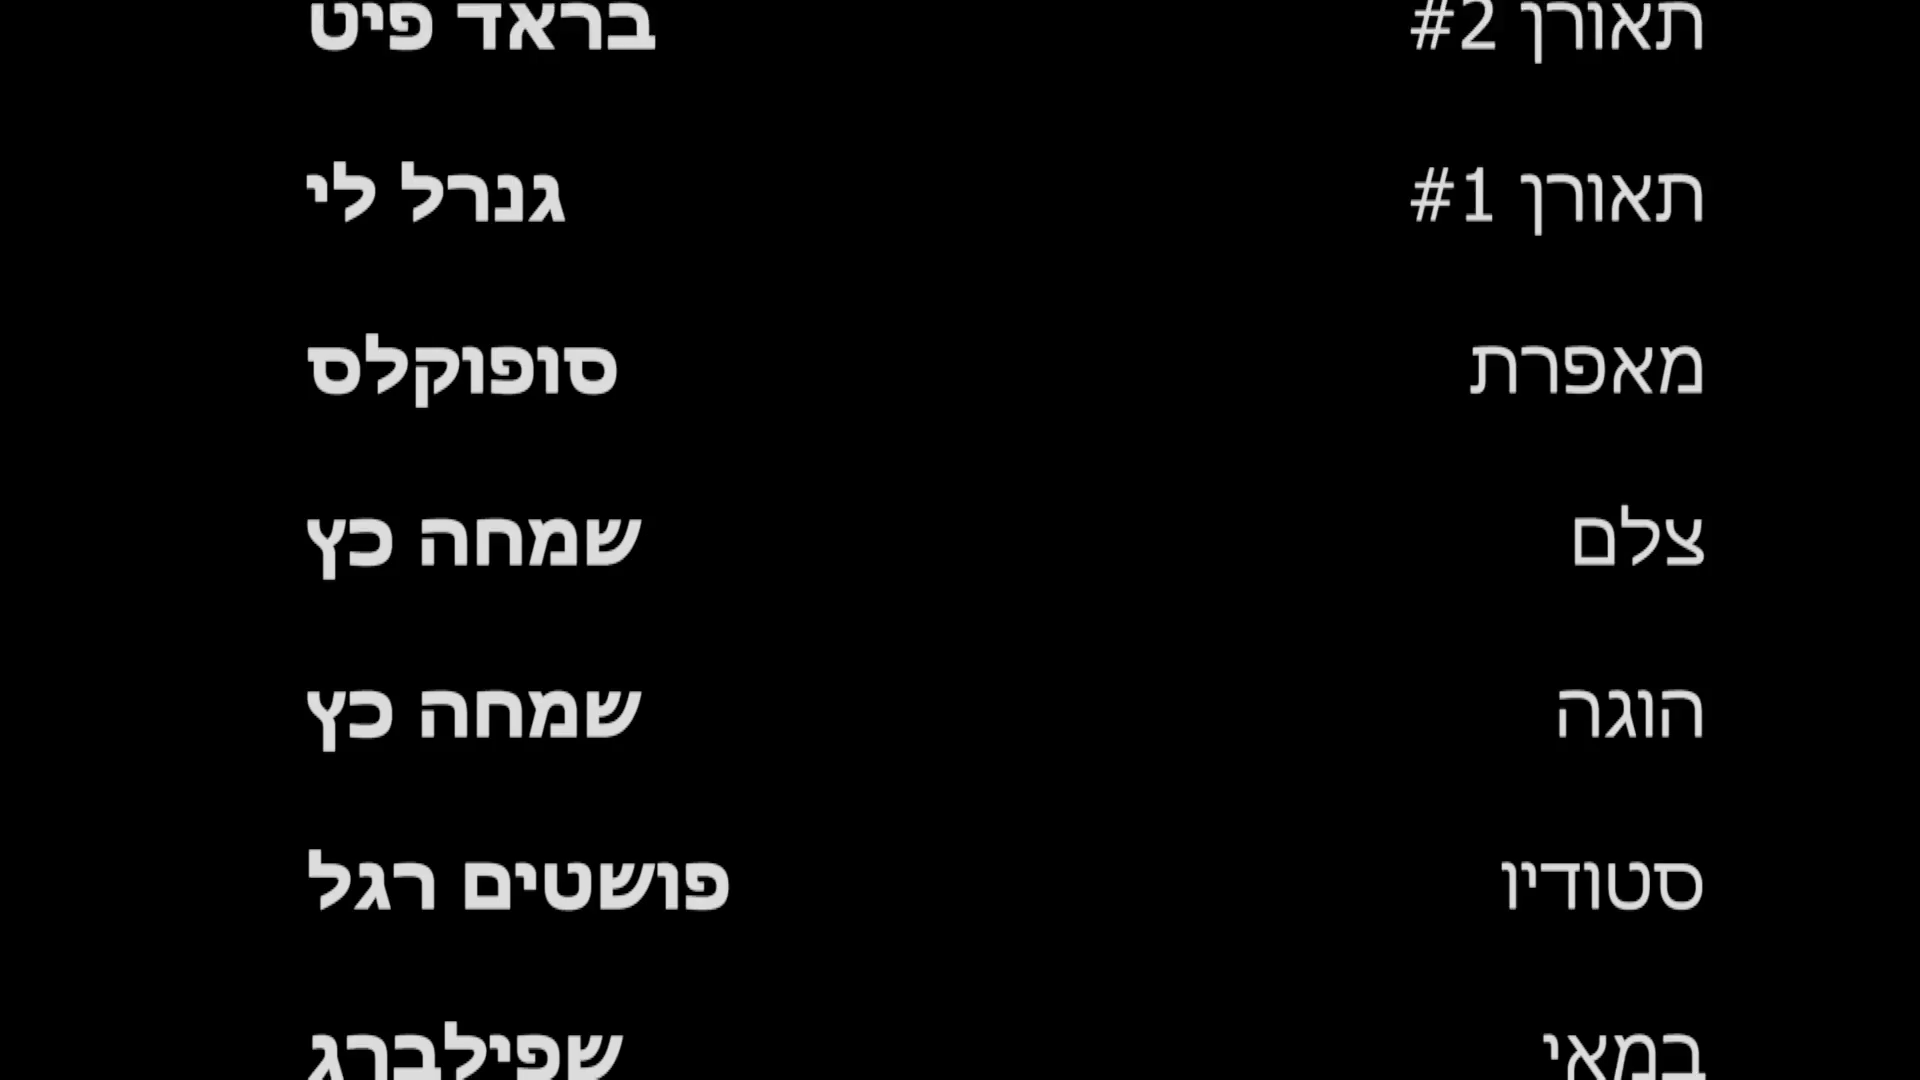 תאורן #2 בראד פיט
תאורן #1 גנרל לי
מאפרת סופוקלס
צלם שמחה כץ
הוגה שמחה כץ
סטודיו פושטים רגל
במאי שפילברג